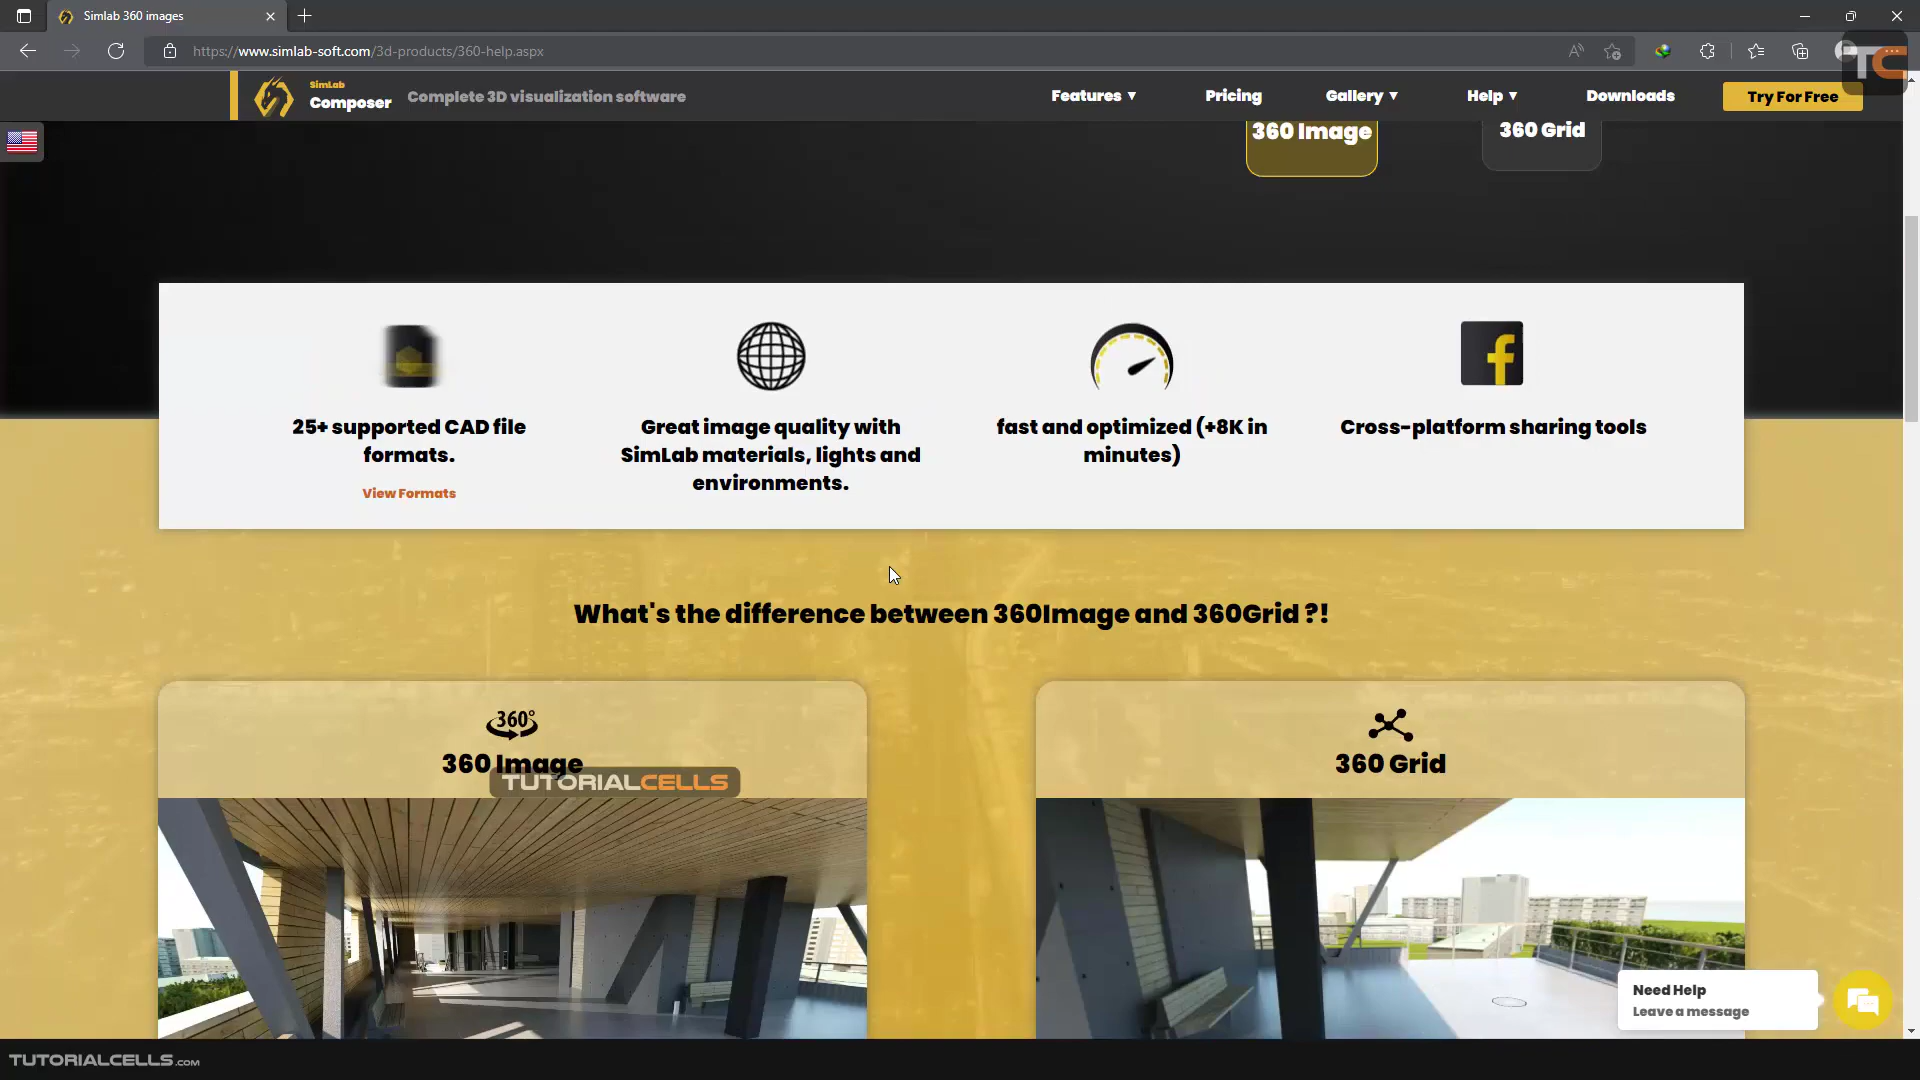 Simlab 360 images
https://www.simlab-soft.com/3d-products/360-help.aspx
TC
SimLab
Composer
Complete 3D visualization software
Features ▼
Pricing
Gallery ▼
Help ▼
Downloads
Try For Free
360 Image
360 Grid
25+ supported CAD file
formats.
View Formats
Great image quality with
SimLab materials, lights and
environments.
fast and optimized (+8K in
minutes)
Cross-platform sharing tools
What's the difference between 360Image and 360Grid ?!
360°
360 Image
360 Grid
TUTORIALCELLS
Need Help
Leave a message
TUTORIALCELLS.COM